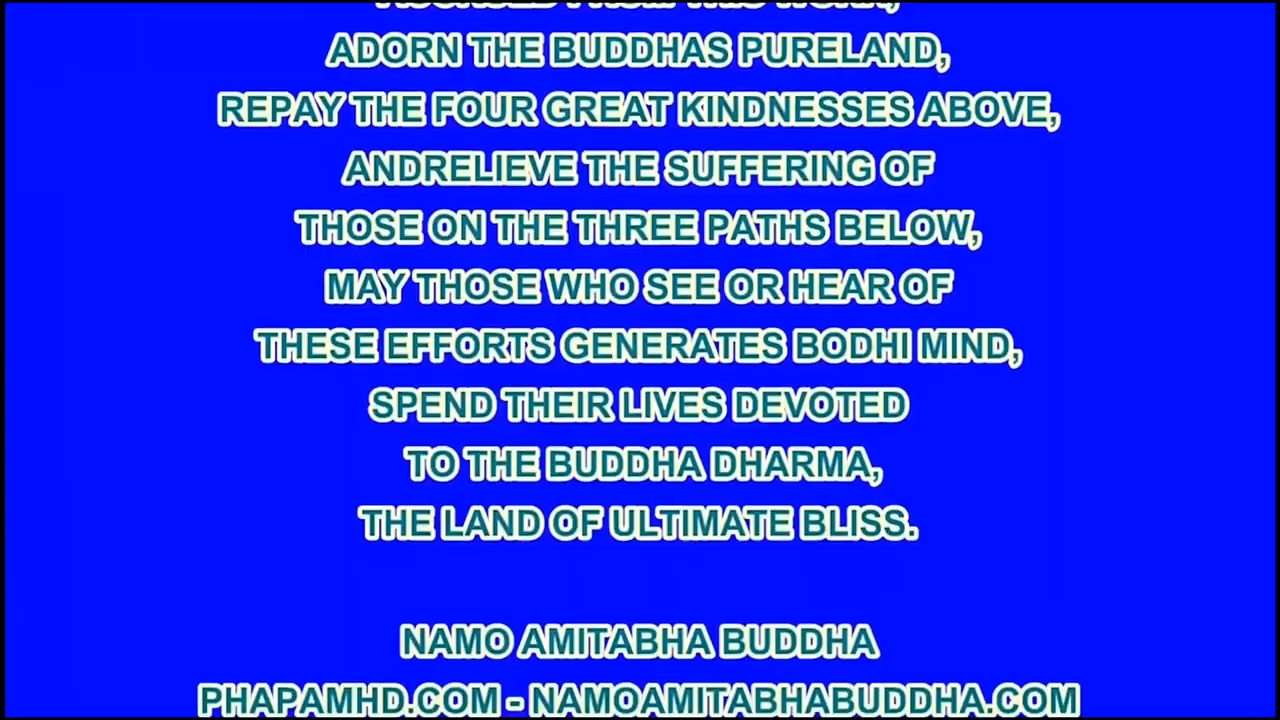 ADORN THE BUDDHAS PURELAND,
REPAY THE FOUR GREAT KINDNESSES ABOVE,
ANDRELIEVE THE SUFFERING OF
THOSE ON THE THREE PATHS BELOW,
MAY THOSE WHO SEE OR HEAR OF
THESE EFFORTS GENERATES BODHI MIND,
SPEND THEIR LIVES DEVOTED
TO THE BUDDHA DHARMA,
THE LAND OF ULTIMATE BLISS.
NAMO AMITABHA BUDDHA
PHAPAMHD.COM - NAMOAMITABHABUDDHA.COM